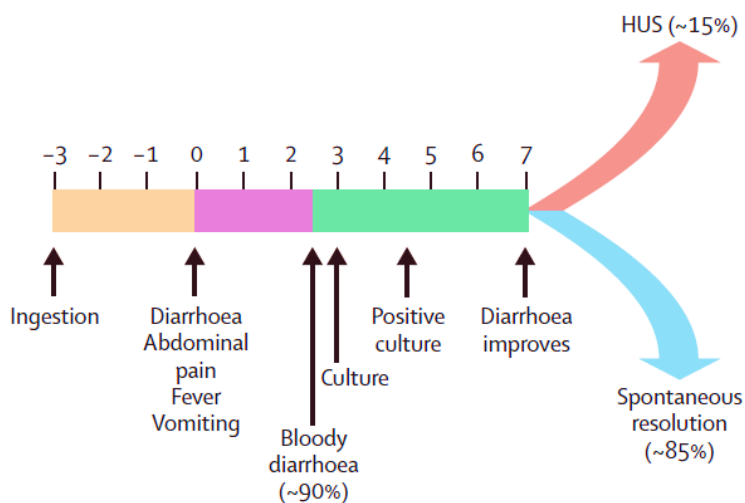 HUS (~15%)
−3 −2 −1 0 1 2 3 4 5 6 7
Ingestion
Diarrhoea
Abdominal
pain
Fever
Vomiting
Bloody
diarrhoea
(~90%)
Culture
Positive
culture
Diarrhoea
improves
Spontaneous
resolution
(~85%)